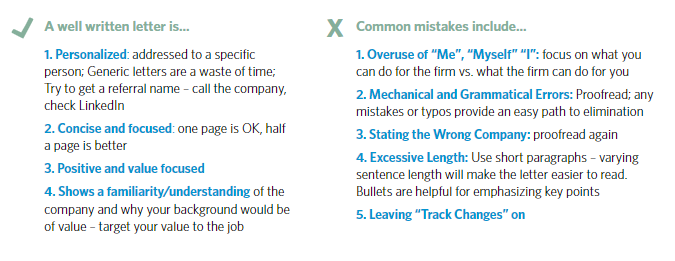 A well written letter is...
1. Personalized: addressed to a specific
person; Generic letters are a waste of time;
Try to get a referral name – call the company,
check LinkedIn
2. Concise and focused: one page is OK, half
a page is better
3. Positive and value focused
4. Shows a familiarity/understanding of the
company and why your background would be
of value – target your value to the job
X Common mistakes include...
1. Overuse of “Me”, “Myself” “I”: focus on what you
can do for the firm vs. what the firm can do for you
2. Mechanical and Grammatical Errors: Proofread; any
mistakes or typos provide an easy path to elimination
3. Stating the Wrong Company: proofread again
4. Excessive Length: Use short paragraphs – varying
sentence length will make the letter easier to read.
Bullets are helpful for emphasizing key points
5. Leaving “Track Changes” on